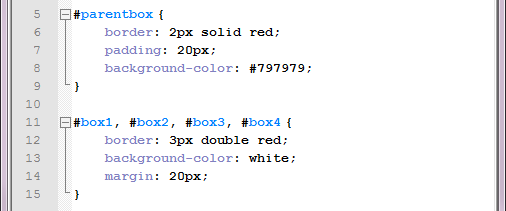 5 #parentbox {
6 border: 2px solid red;
7 padding: 20px;
8 background-color: #797979;
9 }
10
11 #box1, #box2, #box3, #box4 {
12 border: 3px double red;
13 background-color: white;
14 margin: 20px;
15 }